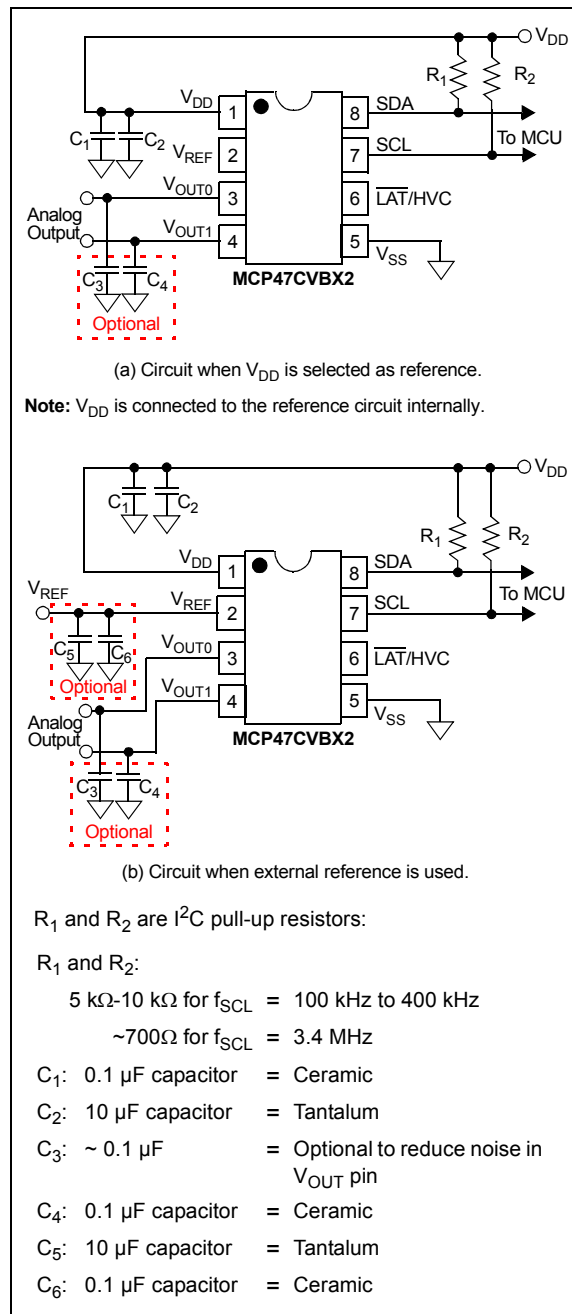 VDD
R1 R2
VDD 1 8 SDA
C1 C2 To MCU
VREF 2 7 SCL
VOUT0 3 6 LAT/HVC
Analog
Output
VOUT1 4 5
VSS
C3 C4
MCP47CVBX2
Optional
(a) Circuit when VDD is selected as reference.
Note: VDD is connected to the reference circuit internally.
VDD
C1 C2
R1 R2
VDD 1 8 SDA
VREF To MCU
VREF 2 7 SCL
C5 C6
VOUT0 3 6 LAT/HVC
Optional
VOUT1 4 5
Analog
Output
VSS
MCP47CVBX2
C3 C4
Optional
(b) Circuit when external reference is used.
R1 and R2 are I²C pull-up resistors:
R1 and R2:
5 kΩ-10 kΩ for fSCL = 100 kHz to 400 kHz
~700Ω for fSCL = 3.4 MHz
C1: 0.1 µF capacitor = Ceramic
C2: 10 µF capacitor = Tantalum
C3: ~ 0.1 µF = Optional to reduce noise in
VOUT pin
C4: 0.1 µF capacitor = Ceramic
C5: 10 µF capacitor = Tantalum
C6: 0.1 µF capacitor = Ceramic